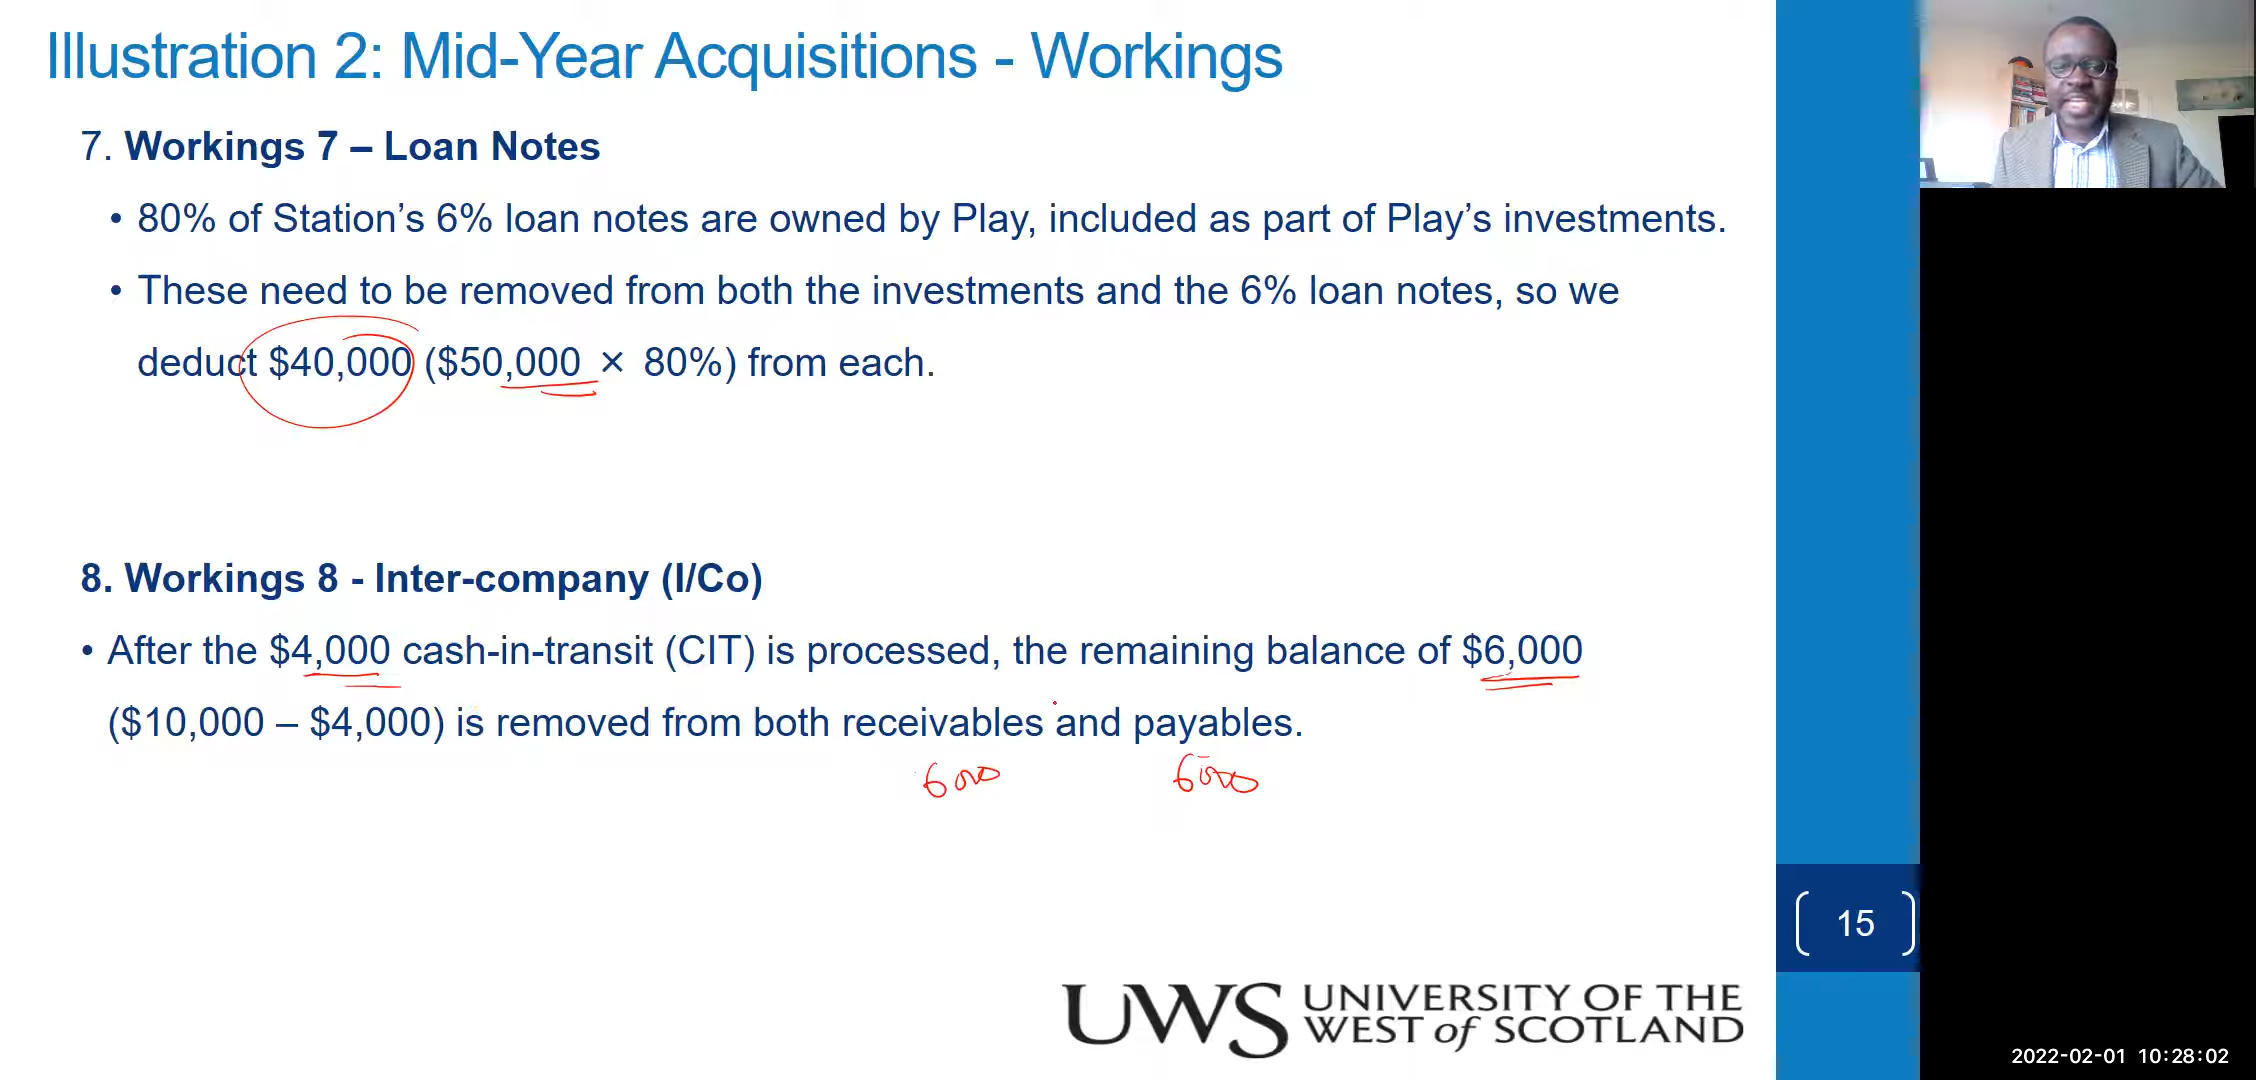 Illustration 2: Mid-Year Acquisitions - Workings
7. Workings 7 – Loan Notes
• 80% of Station’s 6% loan notes are owned by Play, included as part of Play’s investments.
• These need to be removed from both the investments and the 6% loan notes, so we
deduct $40,000 ($50,000 × 80%) from each.
8. Workings 8 - Inter-company (I/Co)
• After the $4,000 cash-in-transit (CIT) is processed, the remaining balance of $6,000
($10,000 – $4,000) is removed from both receivables and payables.
6000 6000
15
UWS UNIVERSITY OF THE
WEST of SCOTLAND
2022-02-01 10:28:02